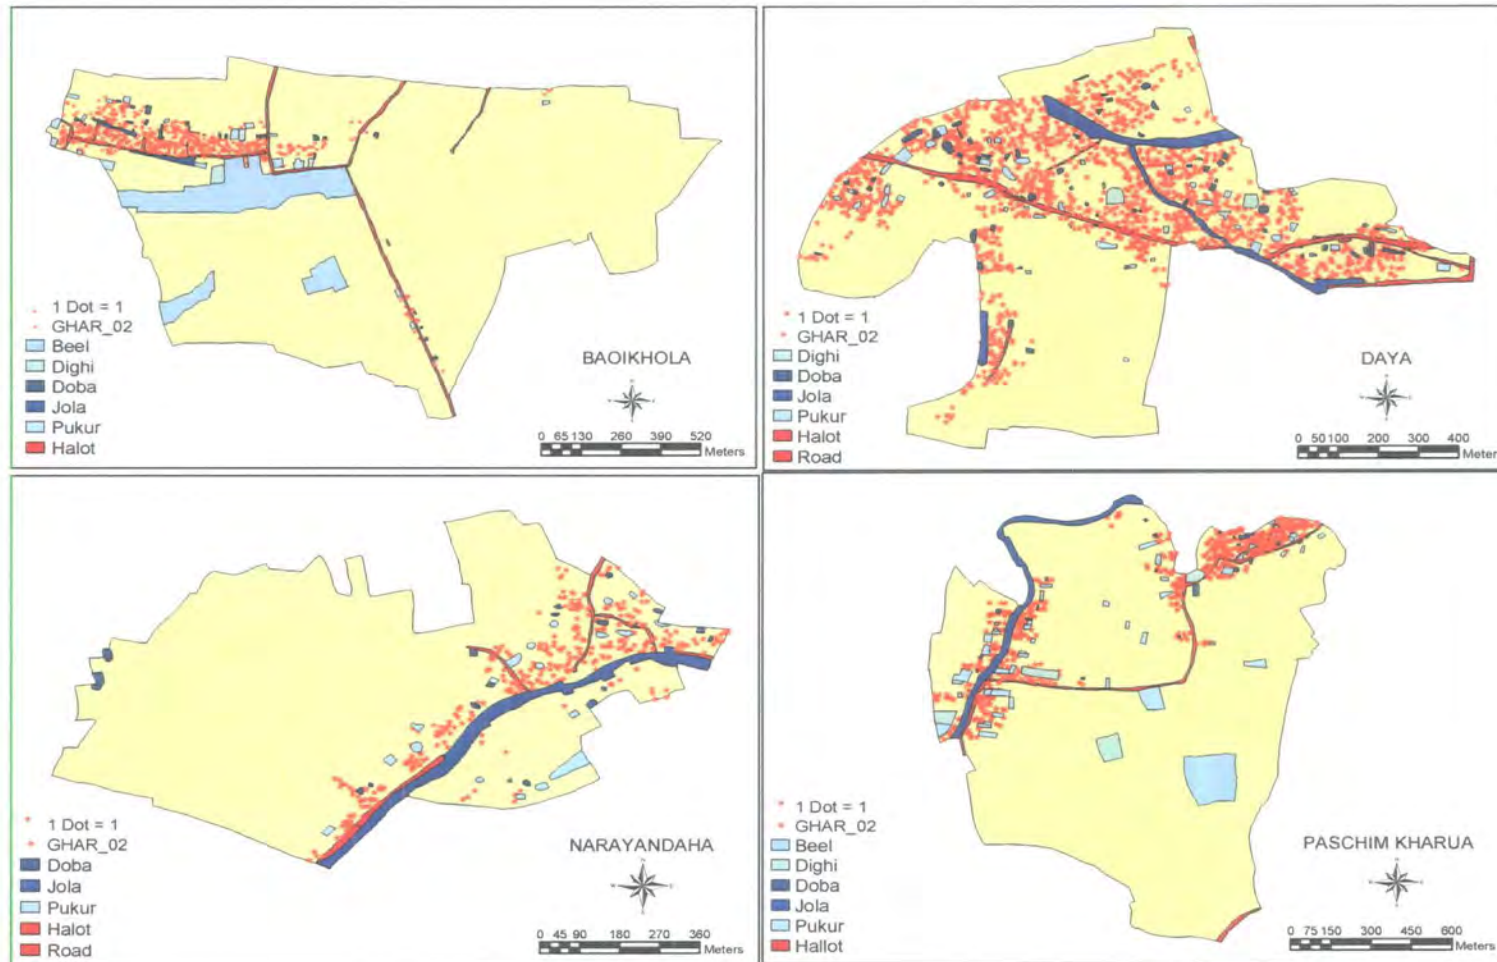 1 Dot = 1
GHAR_02
Beel
Dighi
Doba
Jola
Pukur
Halot
BAOIKHOLA
0 65 130 260 390 520
Meters
1 Dot = 1
GHAR_02
Dighi
Doba
Jola
Pukur
Halot
Road
DAYA
0 50 100 200 300 400
Meter
1 Dot = 1
GHAR_02
Doba
Jola
Pukur
Halot
Road
NARAYANDAHA
0 45 90 180 270 360
Meters
1 Dot = 1
GHAR_02
Beel
Dighi
Doba
Jola
Pukur
Hallot
PASCHIM KHARUA
0 75 150 300 450 600
Meters